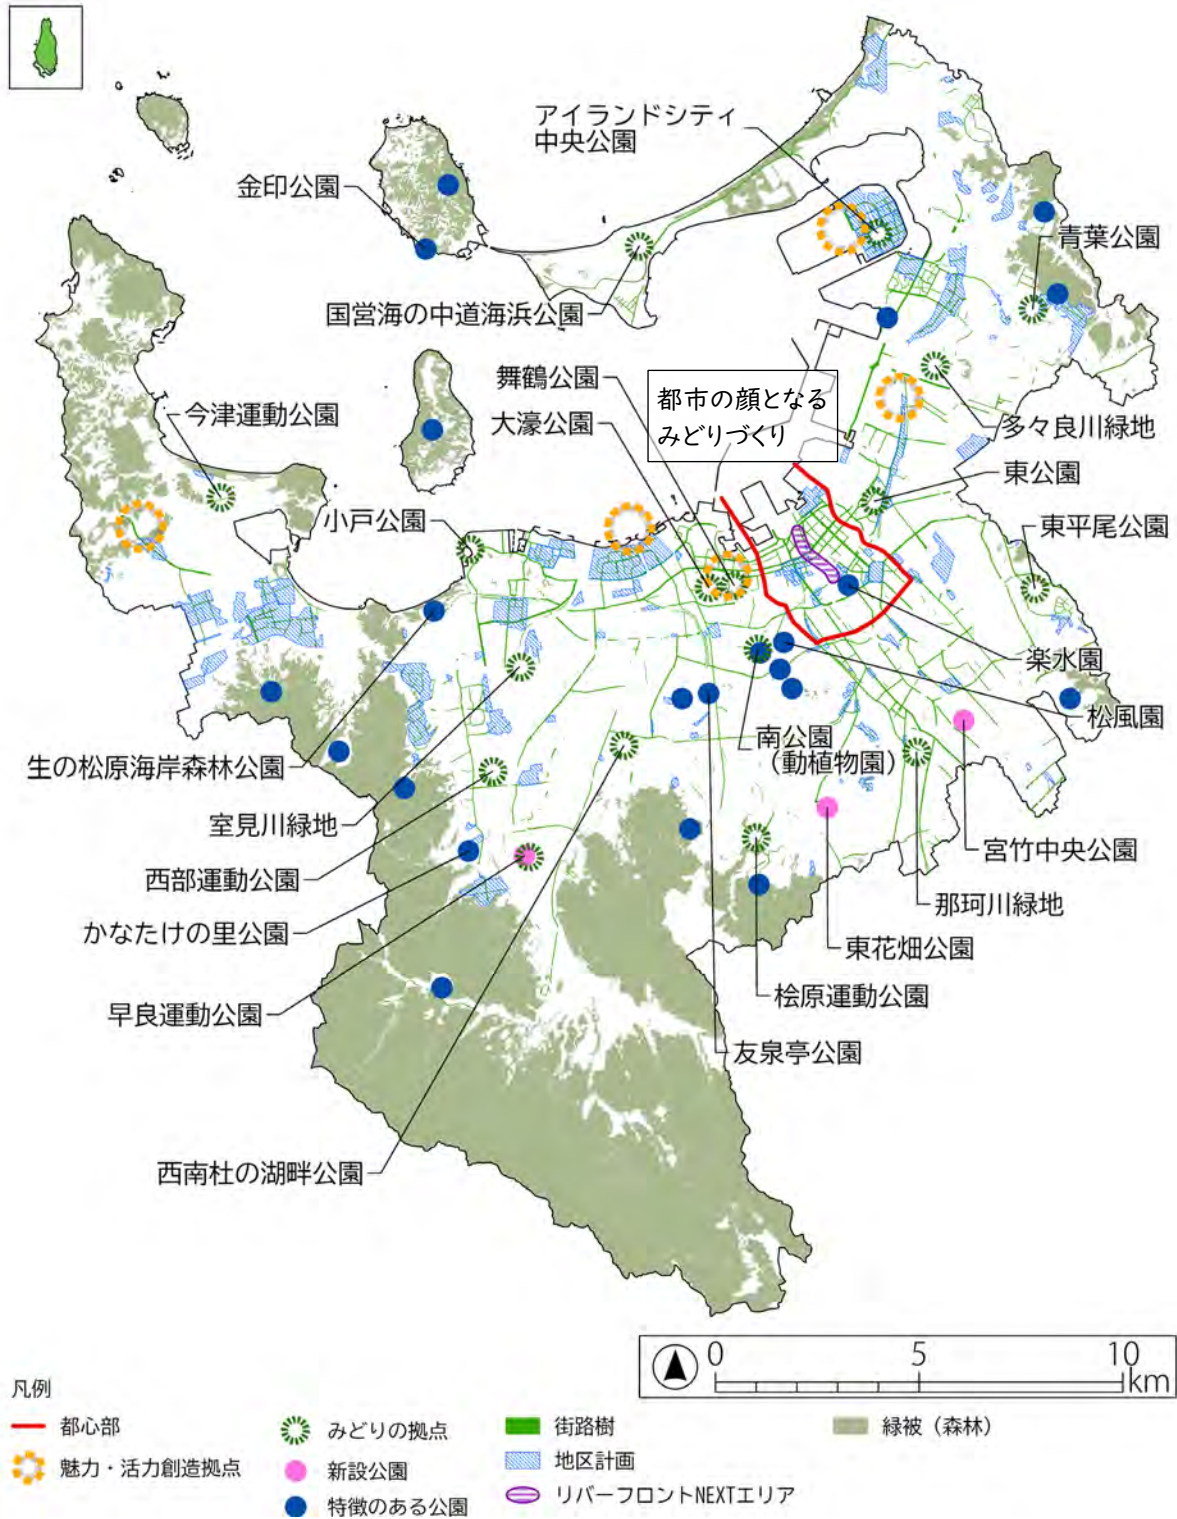 アイランドシティ
中央公園
金印公園
青葉公園
国営海の中道海浜公園
舞鶴公園
都市の顔となる
みどりづくり
今津運動公園
大濠公園
多々良川緑地
東公園
小戸公園
東平尾公園
楽水園
松風園
南公園
（動植物園）
生の松原海岸森林公園
室見川緑地
宮竹中央公園
西部運動公園
那珂川緑地
かなたけの里公園
東花畑公園
桧原運動公園
早良運動公園
友泉亭公園
西南杜の湖畔公園
0 5 10
km
凡例
都心部
みどりの拠点
街路樹
緑被（森林）
魅力・活力創造拠点
新設公園
地区計画
特徴のある公園
リバーフロントNEXTエリア